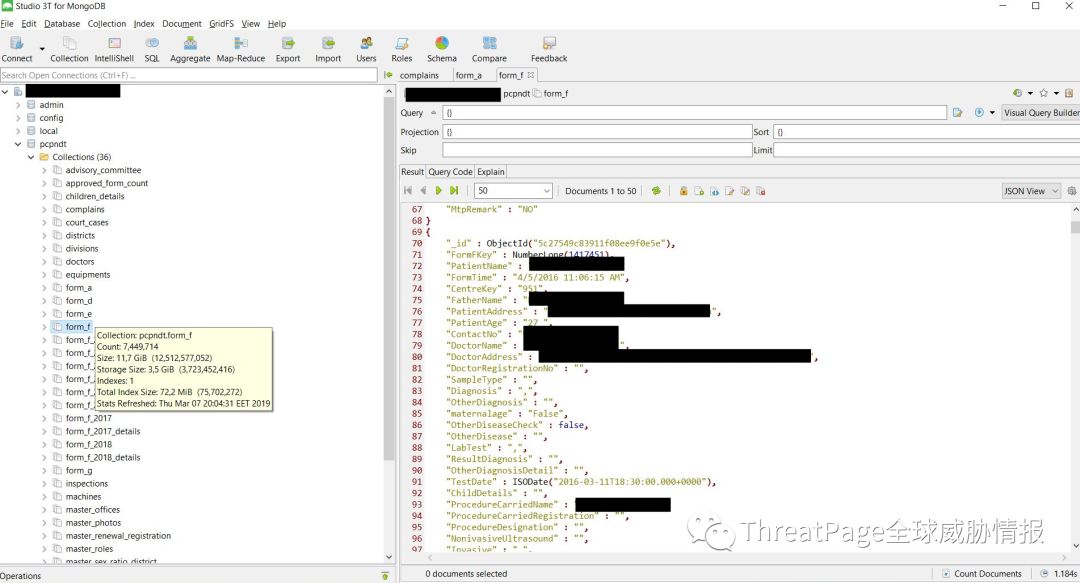 Studio 3T for MongoDB
File Edit Database Collection Index Document GridFS View Help
Connect Collection IntelliShell SQL Aggregate Map-Reduce Export Import Users Roles Schema Compare Feedback
Search Open Connections (Ctrl+F) ...
complains form_a form_f
admin
config
local
pcpndt
Collections (36)
advisory_committee
approved_form_count
children_details
complains
court_cases
districts
divisions
doctors
equipments
form_a
form_d
form_e
form_f
form_f_
form_f_
form_f_
form_f_
form_f_
form_f_
form_f_2017
form_f_2017_details
form_f_2018
form_f_2018_details
form_g
inspections
machines
master_offices
master_photos
master_renewal_registration
master_roles
master_sex_ratio_district
Collection: pcpndt.form_f
Count: 7,449,714
Size: 11,7 GiB (12,512,577,052)
Storage Size: 3,5 GiB (3,723,452,416)
Indexes: 1
Total Index Size: 72,2 MiB (75,702,272)
Stats Refreshed: Thu Mar 07 20:04:31 EET 2019
Operations
pcpndt form_f
Query {}
Visual Query Builder
Projection {} Sort {}
Skip Limit
Result Query Code Explain
50 Documents 1 to 50 JSON View
67 "MtpRemark" : "NO"
68 }
69 {
70 "_id" : ObjectId("5c27549c83911f08ee9f0e5e"),
71 "FormFKey" : NumberLong(1417451),
72 "PatientName" :
73 "FormTime" : "4/5/2016 11:06:15 AM",
74 "CentreKey" : "951",
75 "FatherName" : "
76 "PatientAddress" : " ",
77 "PatientAge" : "27 ",
78 "ContactNo" : "
79 "DoctorName" : ",
80 "DoctorAddress" : ",
81 "DoctorRegistrationNo" : "",
82 "SampleType" : "",
83 "Diagnosis" : ",",
84 "OtherDiagnosis" : "",
85 "maternalage" : "False",
86 "OtherDiseaseCheck" : false,
87 "OtherDisease" : "",
88 "LabTest" : ",",
89 "ResultDiagnosis" : "",
90 "OtherDiagnosisDetail" : "",
91 "TestDate" : ISODate("2016-03-11T18:30:00.000+0000"),
92 "ChildDetails" : "",
93 "ProcedureCarriedName" :
94 "ProcedureCarriedRegistration" : "",
95 "ProcedureDesignation" : "",
96 "NonivasiveUltrasound" : "",
97 "Invasive" : " ",
0 documents selected Count Documents 1.184s
ThreatPage全球威胁情报